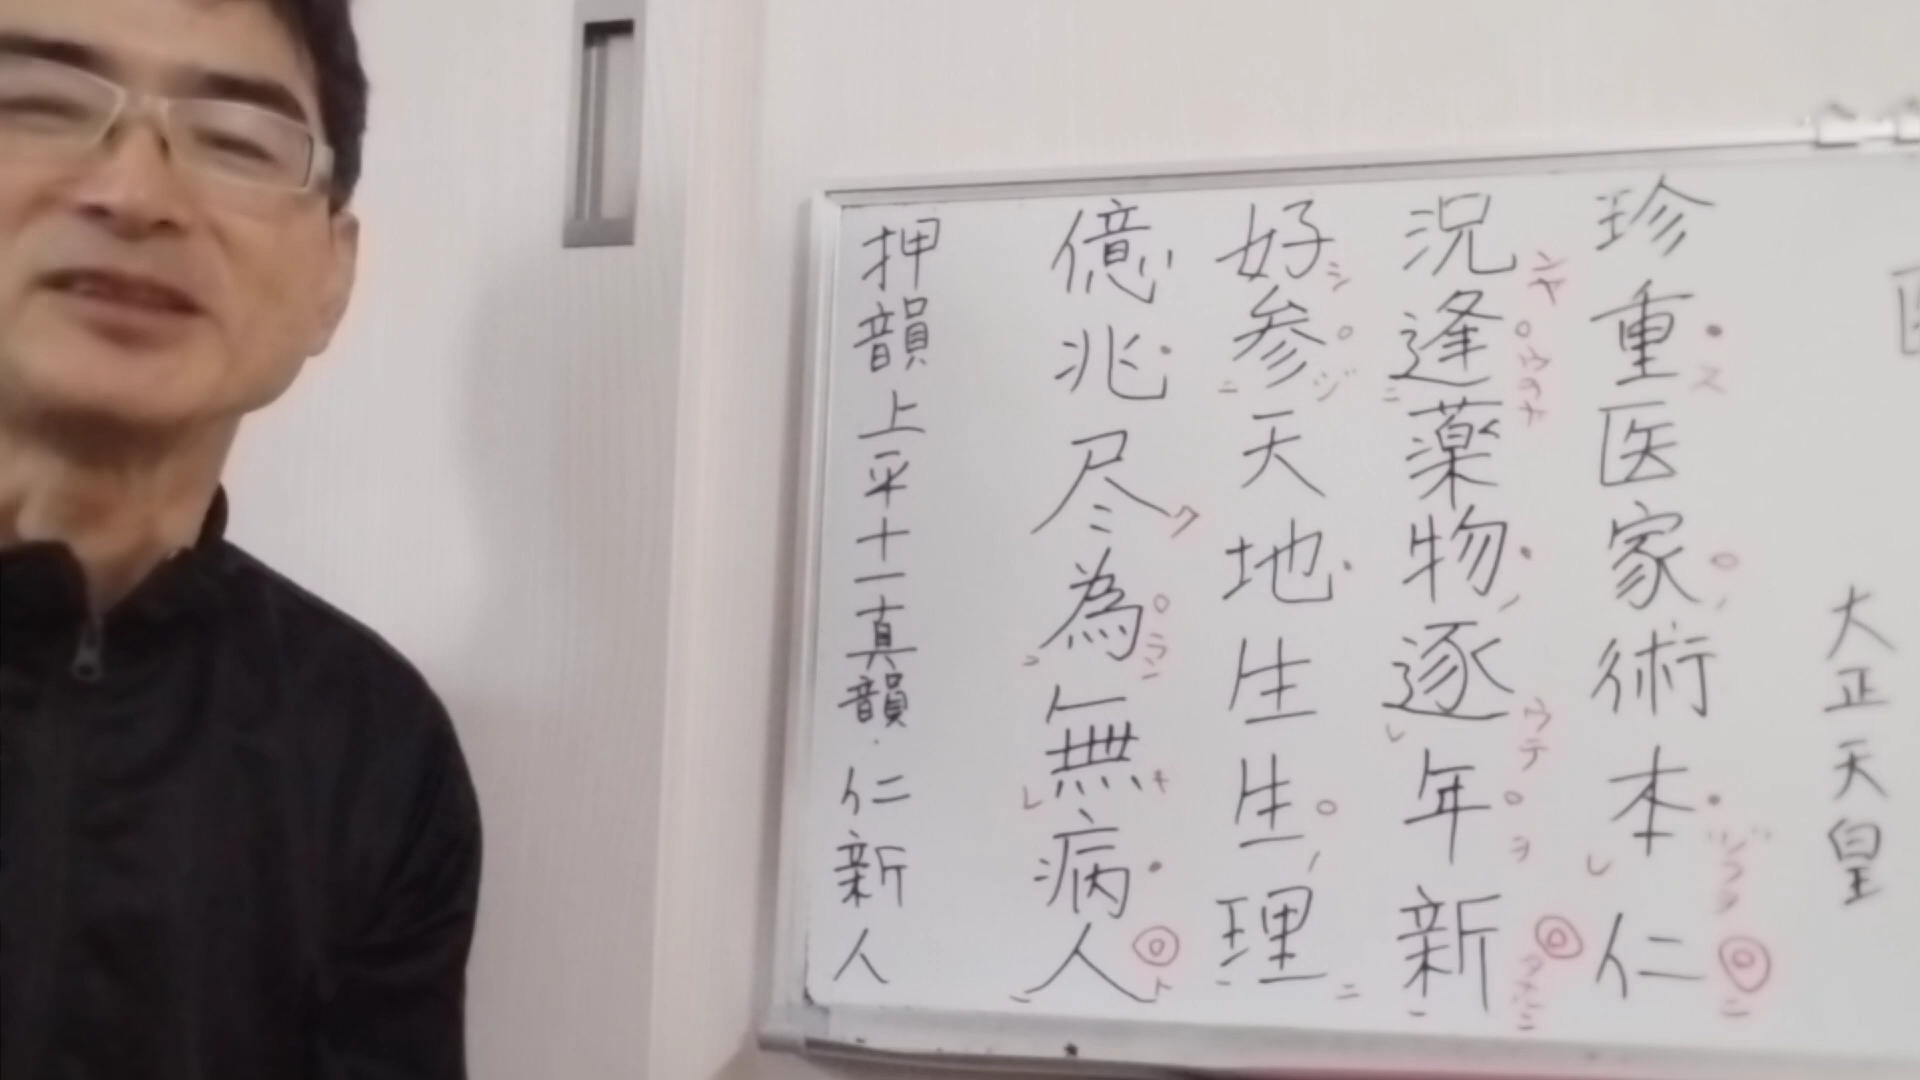 大正天皇
珍重医家術本仁
況逢薬物逐年新
好参天地生生理
億兆尽為無病人
押韻上平十一真韻・仁新人